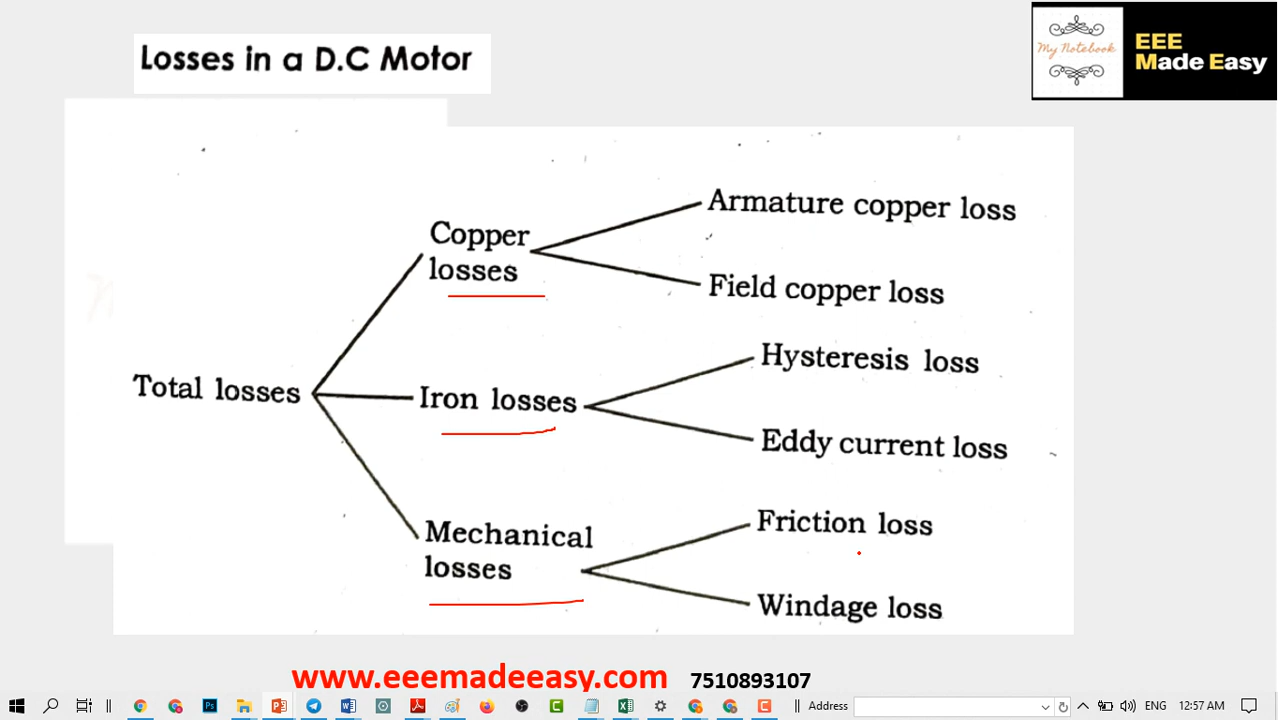 Losses in a D.C Motor
My Notebook
EEE
Made Easy
Armature copper loss
Copper
losses
Field copper loss
Hysteresis loss
Total losses
Iron losses
Eddy current loss
Friction loss
Mechanical
losses
Windage loss
www.eeemadeeasy.com 7510893107
Address
ENG
12:57 AM